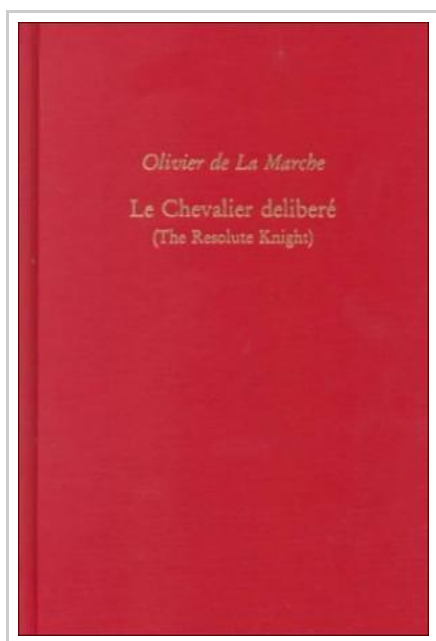 Olivier de La Marche
Le Chevalier deliberé
(The Resolute Knight)